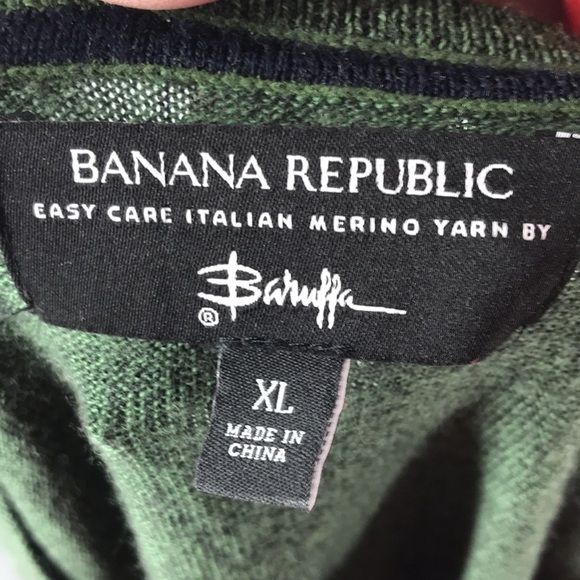 BANANA REPUBLIC
EASY CARE ITALIAN MERINO YARN BY
Baruffa
®
XL
MADE IN
CHINA